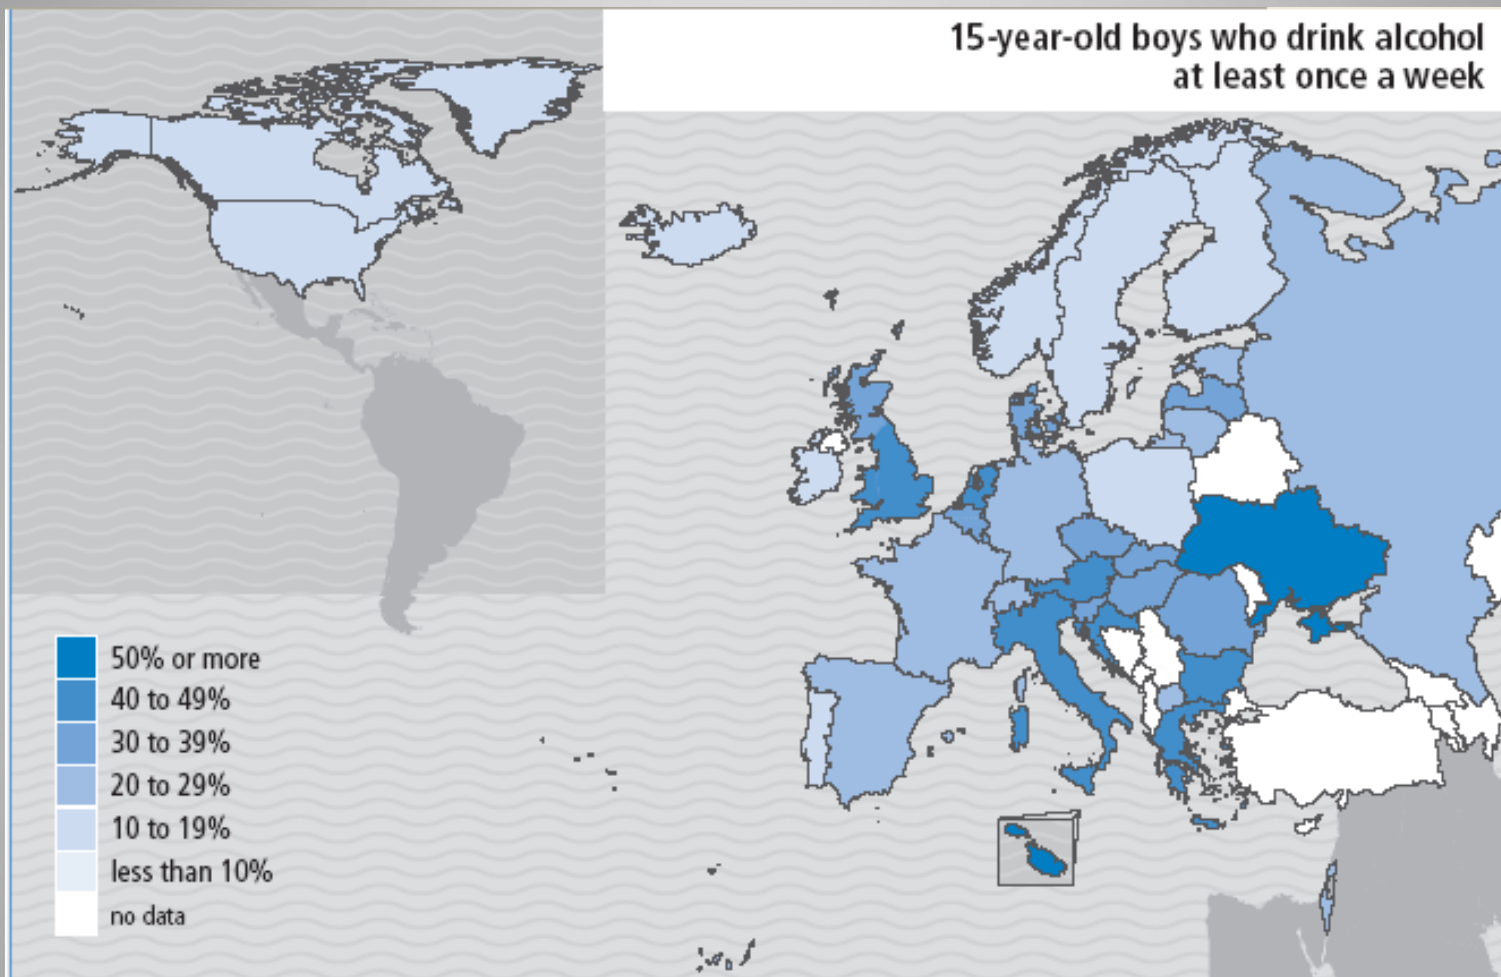 15-year-old boys who drink alcohol
at least once a week
50% or more
40 to 49%
30 to 39%
20 to 29%
10 to 19%
less than 10%
no data